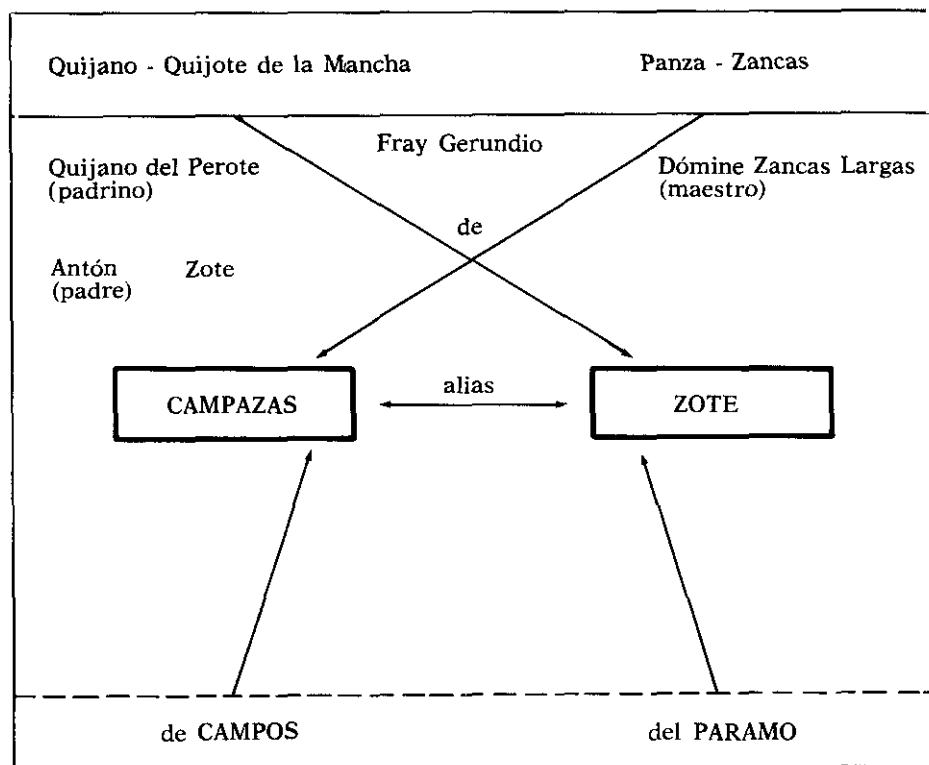 Quijano - Quijote de la Mancha
Panza - Zancas
Fray Gerundio
Quijano del Perote
(padrino)
Dómine Zancas Largas
(maestro)
de
Antón Zote
(padre)
alias
CAMPAZAS
ZOTE
de CAMPOS
del PARAMO